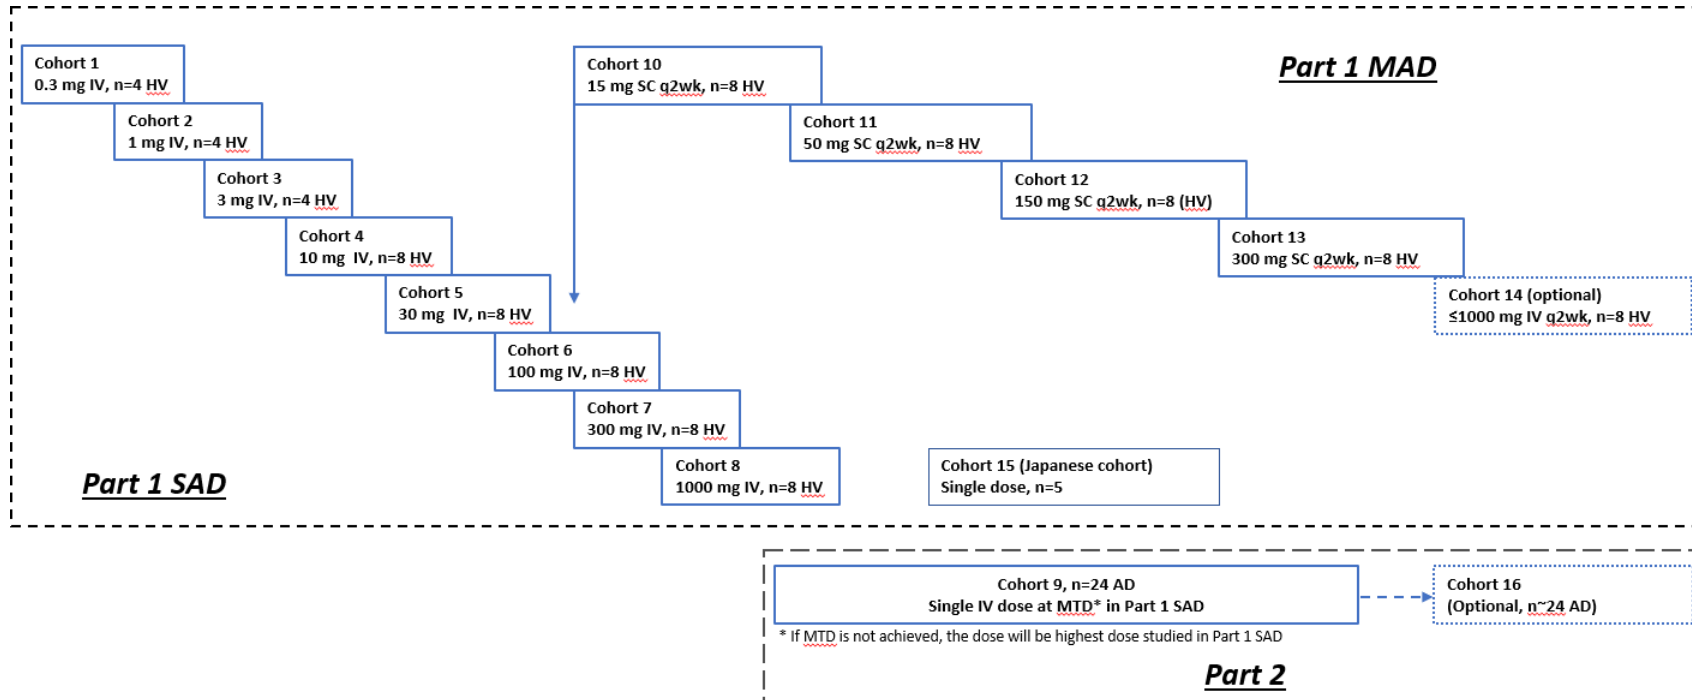 Cohort 1
0.3 mg IV, n=4 HV
Cohort 2
1 mg IV, n=4 HV
Cohort 3
3 mg IV, n=4 HV
Cohort 4
10 mg  IV, n=8 HV
Cohort 5
30 mg  IV, n=8 HV
Cohort 6
100 mg IV, n=8 HV
Cohort 7
300 mg IV, n=8 HV
Cohort 8
1000 mg IV, n=8 HV
Part 1 SAD
Cohort 10
15 mg SC q2wk, n=8 HV
Part 1 MAD
Cohort 11
50 mg SC q2wk, n=8 HV
Cohort 12
150 mg SC q2wk, n=8 (HV)
Cohort 13
300 mg SC q2wk, n=8 HV
Cohort 14 (optional)
≤1000 mg IV q2wk, n=8 HV
Cohort 15 (Japanese cohort)
Single dose, n=5
Cohort 9, n=24 AD
Single IV dose at MTD* in Part 1 SAD
Cohort 16
(Optional, n~24 AD)
* If MTD is not achieved, the dose will be highest dose studied in Part 1 SAD
Part 2